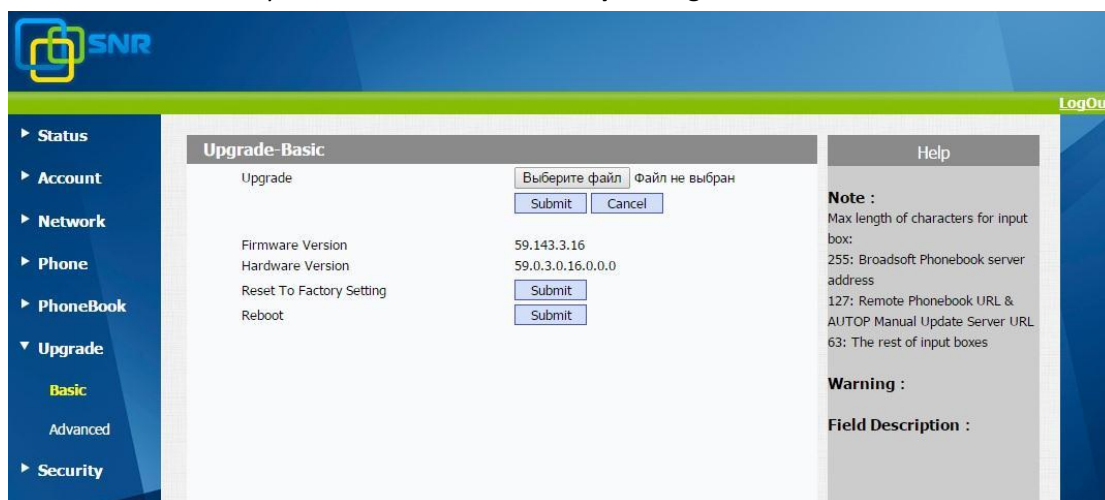 SNR
LogOu
Status
Account
Network
Phone
PhoneBook
Upgrade
Basic
Advanced
Security
Upgrade-Basic
Upgrade Выберите файл Файл не выбран
Submit Cancel
Firmware Version 59.143.3.16
Hardware Version 59.0.3.0.16.0.0.0
Reset To Factory Setting Submit
Reboot Submit
Help
Note :
Max length of characters for input
box:
255: Broadsoft Phonebook server
address
127: Remote Phonebook URL &
AUTOP Manual Update Server URL
63: The rest of input boxes
Warning :
Field Description :